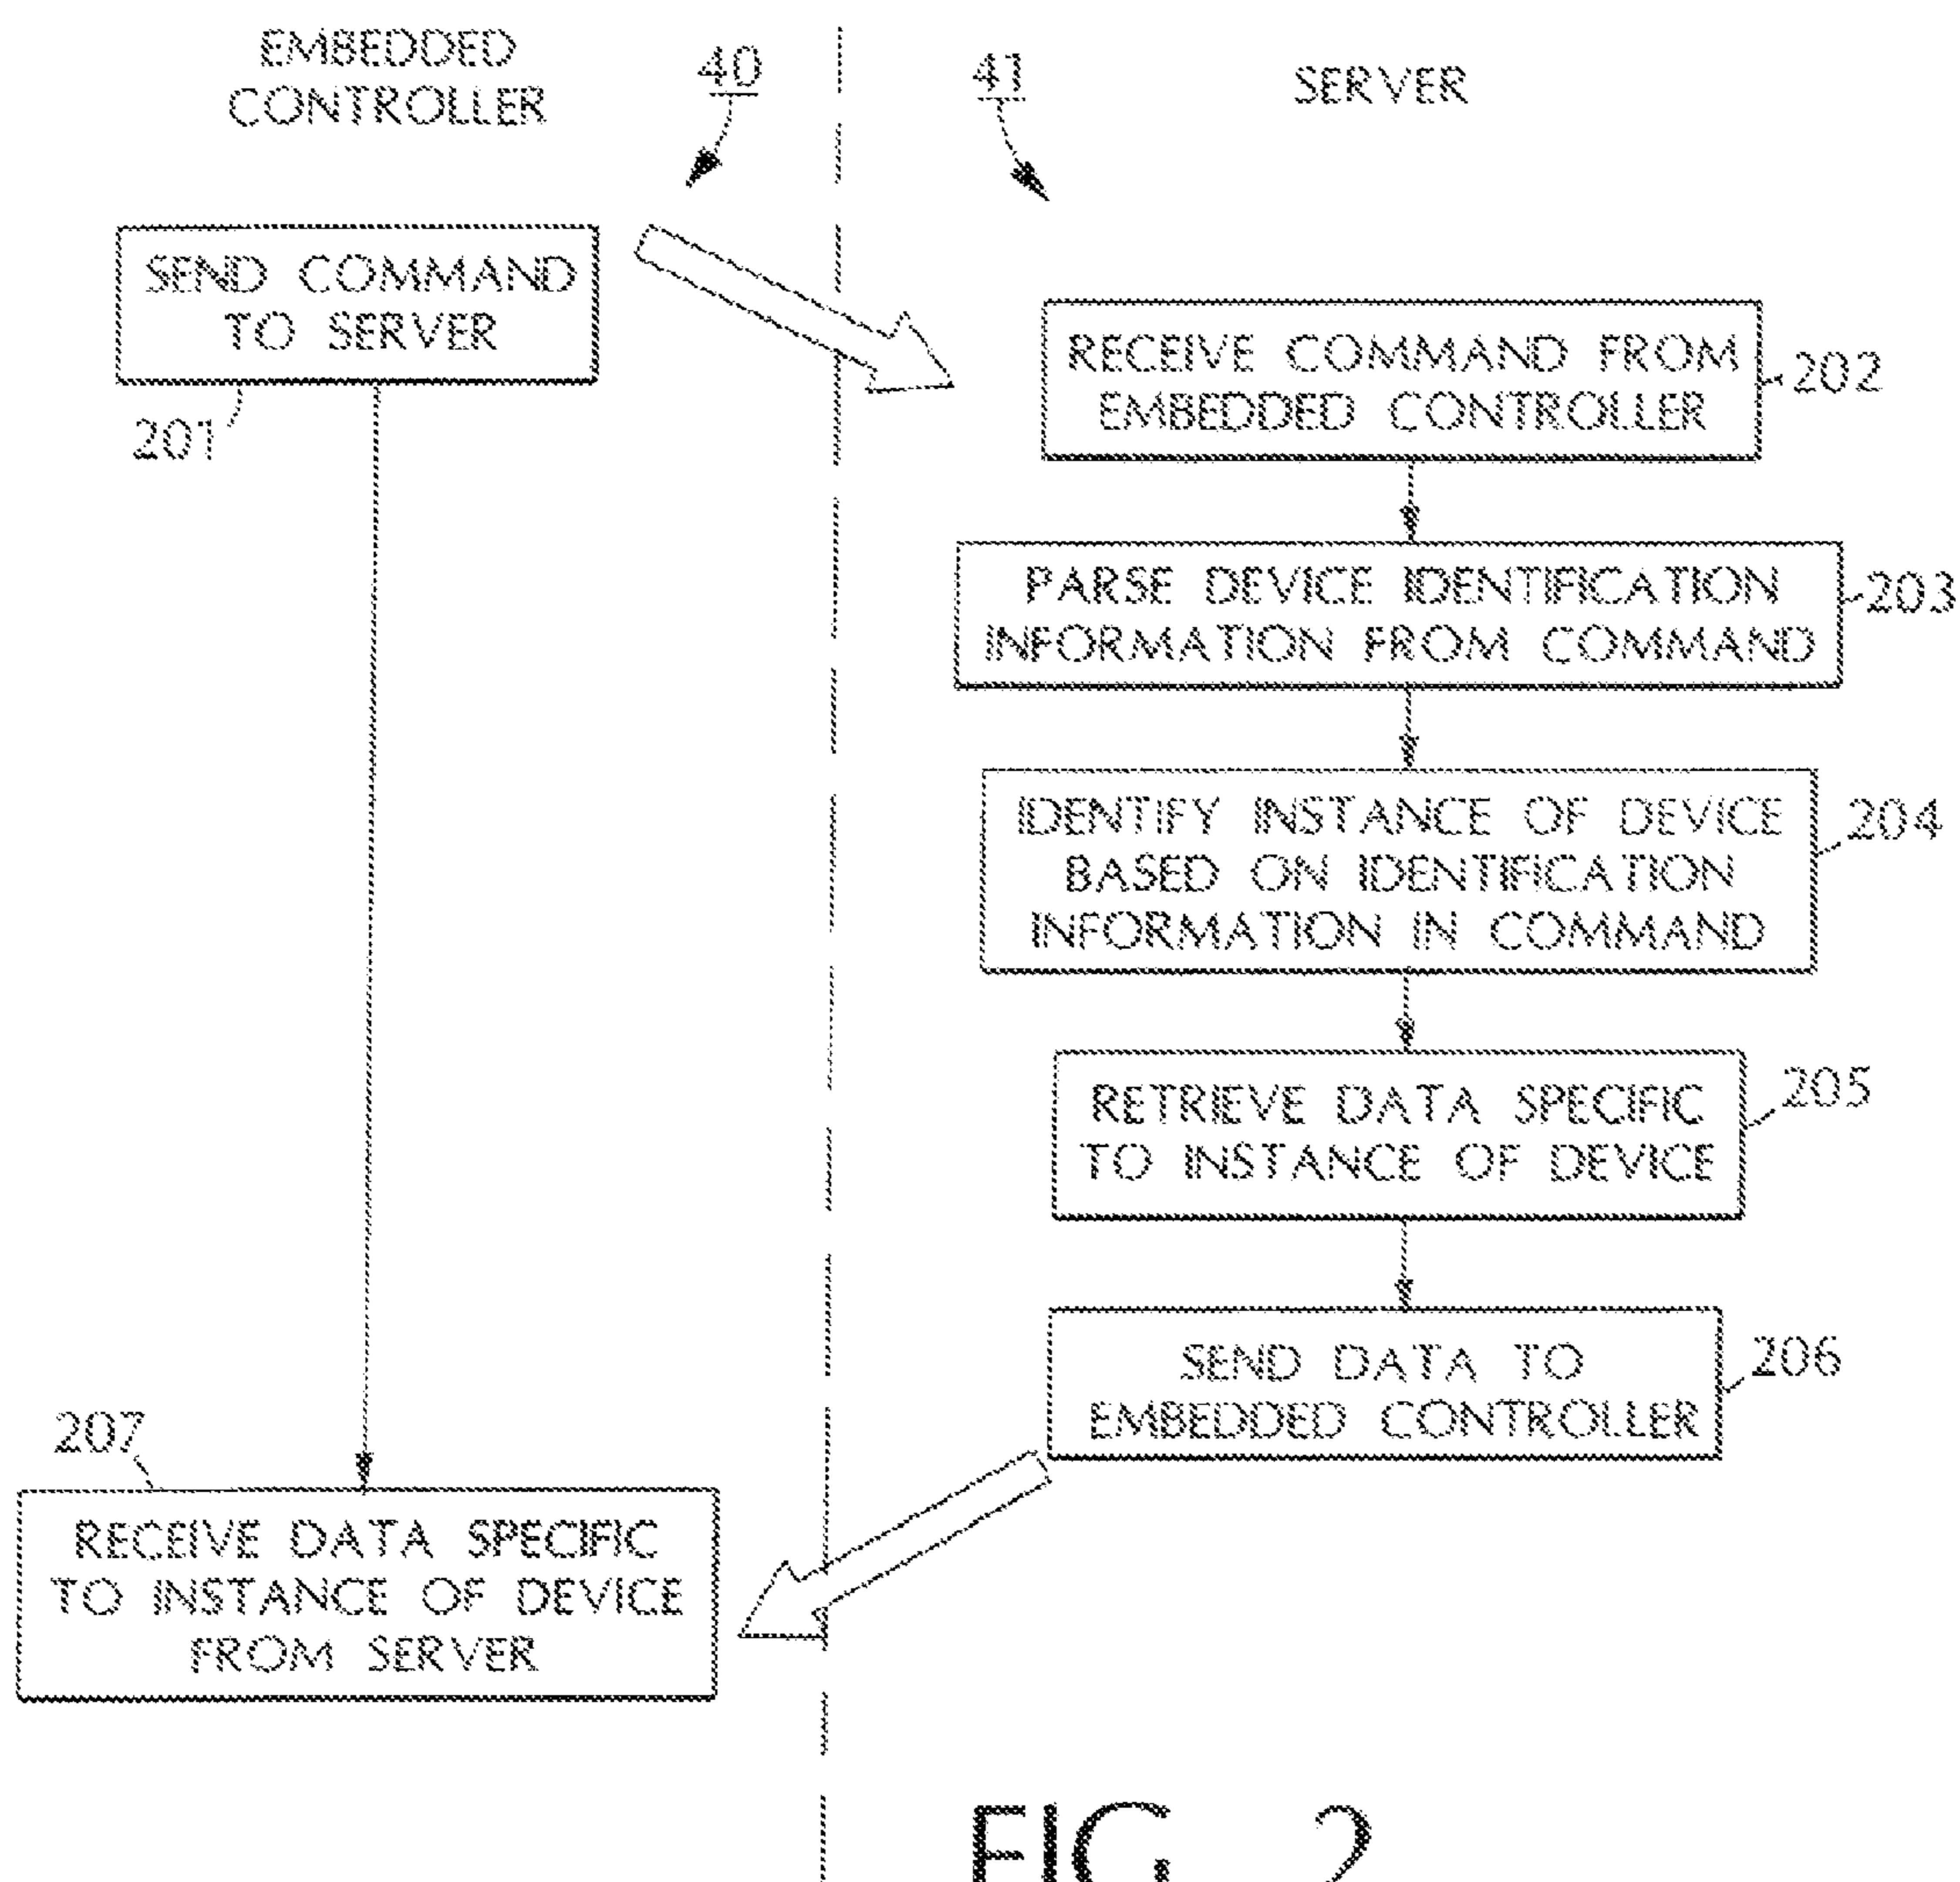 EMBEDDED
CONTROLLER
40
41
SERVER
SEND COMMAND
TO SERVER
201
RECEIVE COMMAND FROM
EMBEDDED CONTROLLER
202
PARSE DEVICE IDENTIFICATION
INFORMATION FROM COMMAND
203
IDENTIFY INSTANCE OF DEVICE
BASED ON IDENTIFICATION
INFORMATION IN COMMAND
204
RETRIEVE DATA SPECIFIC
TO INSTANCE OF DEVICE
205
SEND DATA TO
EMBEDDED CONTROLLER
206
207
RECEIVE DATA SPECIFIC
TO INSTANCE OF DEVICE
FROM SERVER
FIG. 2